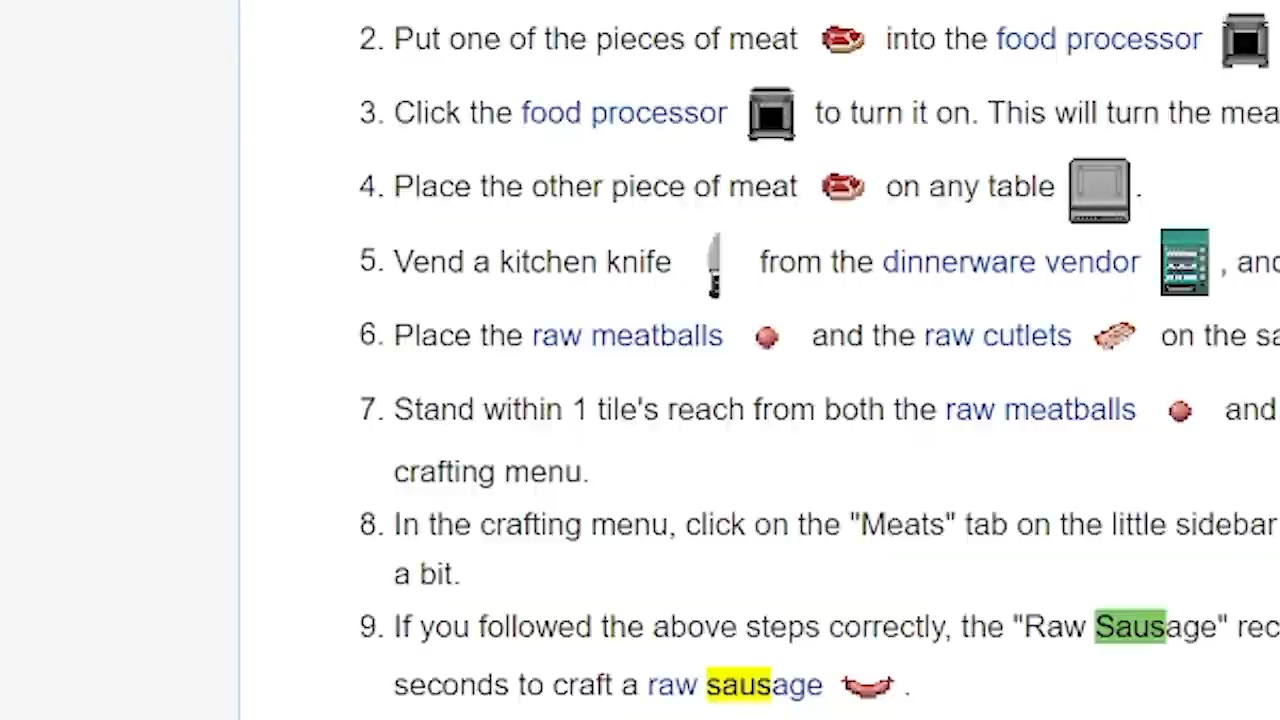 2. Put one of the pieces of meat into the food processor
3. Click the food processor to turn it on. This will turn the mea
4. Place the other piece of meat on any table .
5. Vend a kitchen knife from the dinnerware vendor , and
6. Place the raw meatballs and the raw cutlets on the sa
7. Stand within 1 tile's reach from both the raw meatballs and
crafting menu.
8. In the crafting menu, click on the "Meats" tab on the little sidebar
a bit.
9. If you followed the above steps correctly, the "Raw Sausage" rec
seconds to craft a raw sausage .